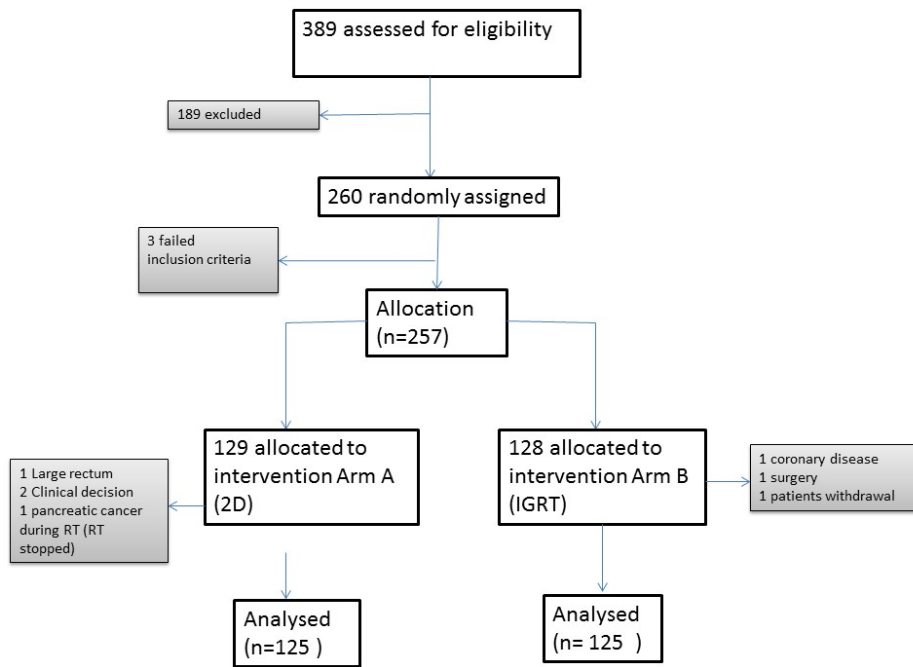 389 assessed for eligibility
189 excluded
260 randomly assigned
3 failed
inclusion criteria
Allocation
(n=257)
129 allocated to
intervention Arm A
(2D)
128 allocated to
intervention Arm B
(IGRT)
1 Large rectum
2 Clinical decision
1 pancreatic cancer
during RT (RT
stopped)
1 coronary disease
1 surgery
1 patients withdrawal
Analysed
(n=125 )
Analysed
(n= 125 )